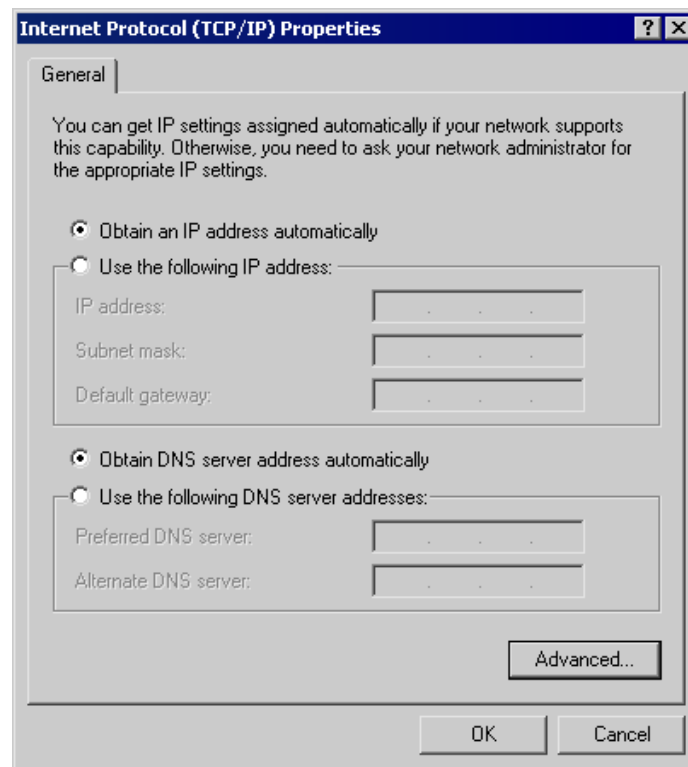 Internet Protocol (TCP/IP) Properties
General
You can get IP settings assigned automatically if your network supports
this capability. Otherwise, you need to ask your network administrator for
the appropriate IP settings.
Obtain an IP address automatically
Use the following IP address:
IP address:
Subnet mask:
Default gateway:
Obtain DNS server address automatically
Use the following DNS server addresses:
Preferred DNS server:
Alternate DNS server:
Advanced...
OK
Cancel